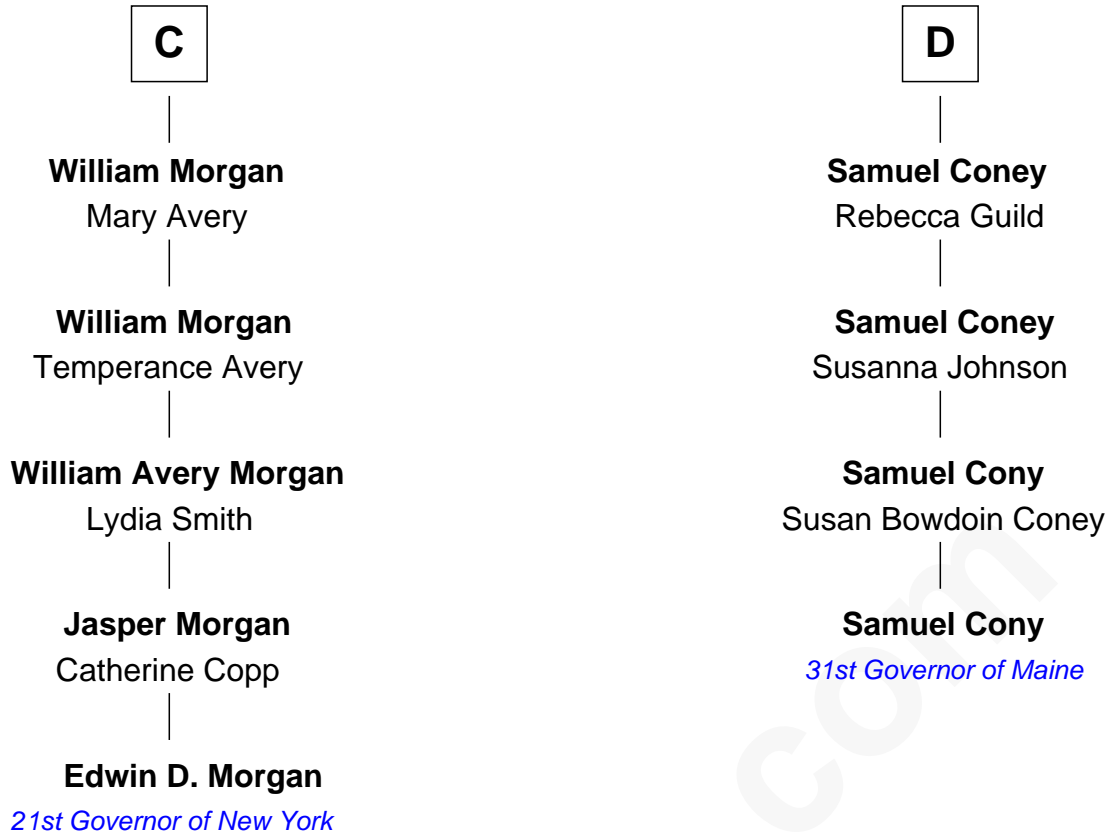 C
William Morgan
Mary Avery
William Morgan
Temperance Avery
William Avery Morgan
Lydia Smith
Jasper Morgan
Catherine Copp
Edwin D. Morgan
21st Governor of New York
D
Samuel Coney
Rebecca Guild
Samuel Coney
Susanna Johnson
Samuel Cony
Susan Bowdoin Coney
Samuel Cony
31st Governor of Maine
com